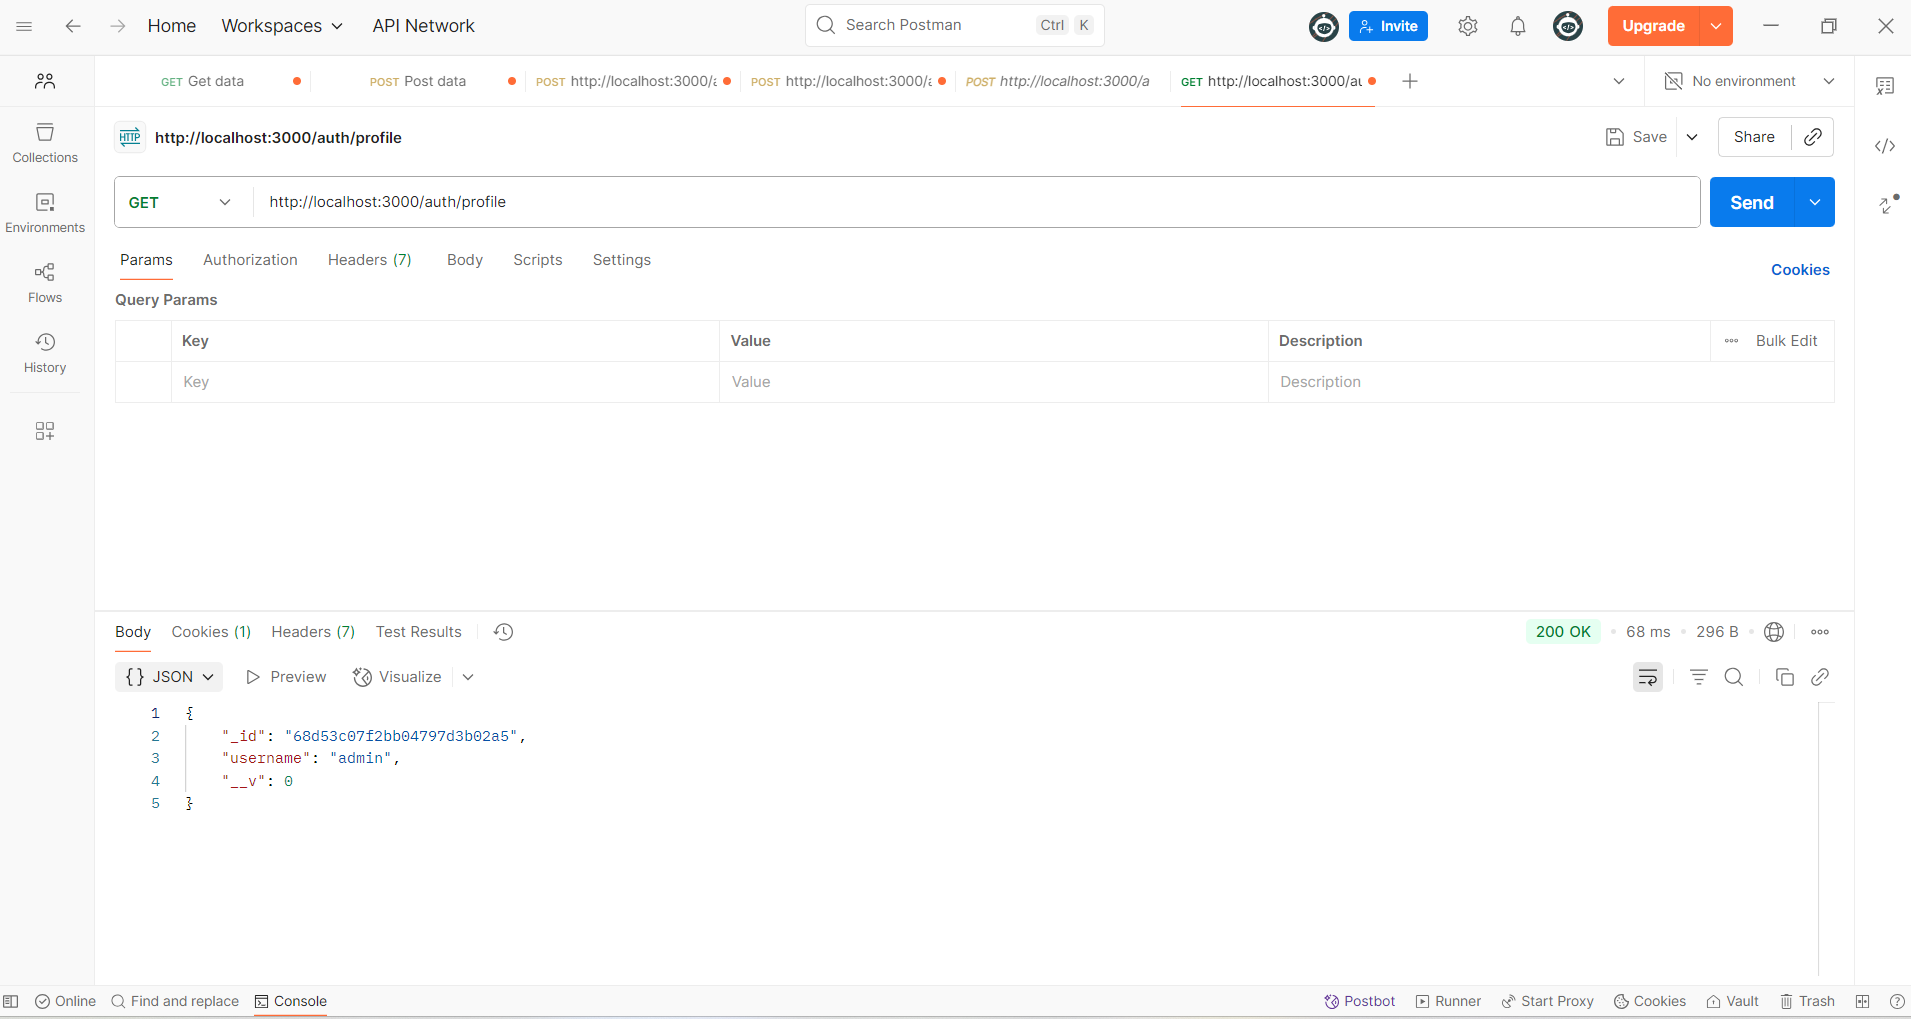 Home Workspaces API Network Search Postman Ctrl K Invite Upgrade
GET Get data POST Post data POST http://localhost:3000/a POST http://localhost:3000/a POST http://localhost:3000/a GET http://localhost:3000/au No environment
HTTP http://localhost:3000/auth/profile Save Share
GET http://localhost:3000/auth/profile Send
Collections
Environments
Flows
History
Params Authorization Headers (7) Body Scripts Settings Cookies
Query Params
Key Value Description Bulk Edit
Key Value Description
Body Cookies (1) Headers (7) Test Results 200 OK 68 ms 296 B
{} JSON Preview Visualize
1 {
2 "_id": "68d53c07f2bb04797d3b02a5",
3 "username": "admin",
4 "__v": 0
5 }
Online Find and replace Console Postbot Runner Start Proxy Cookies Vault Trash